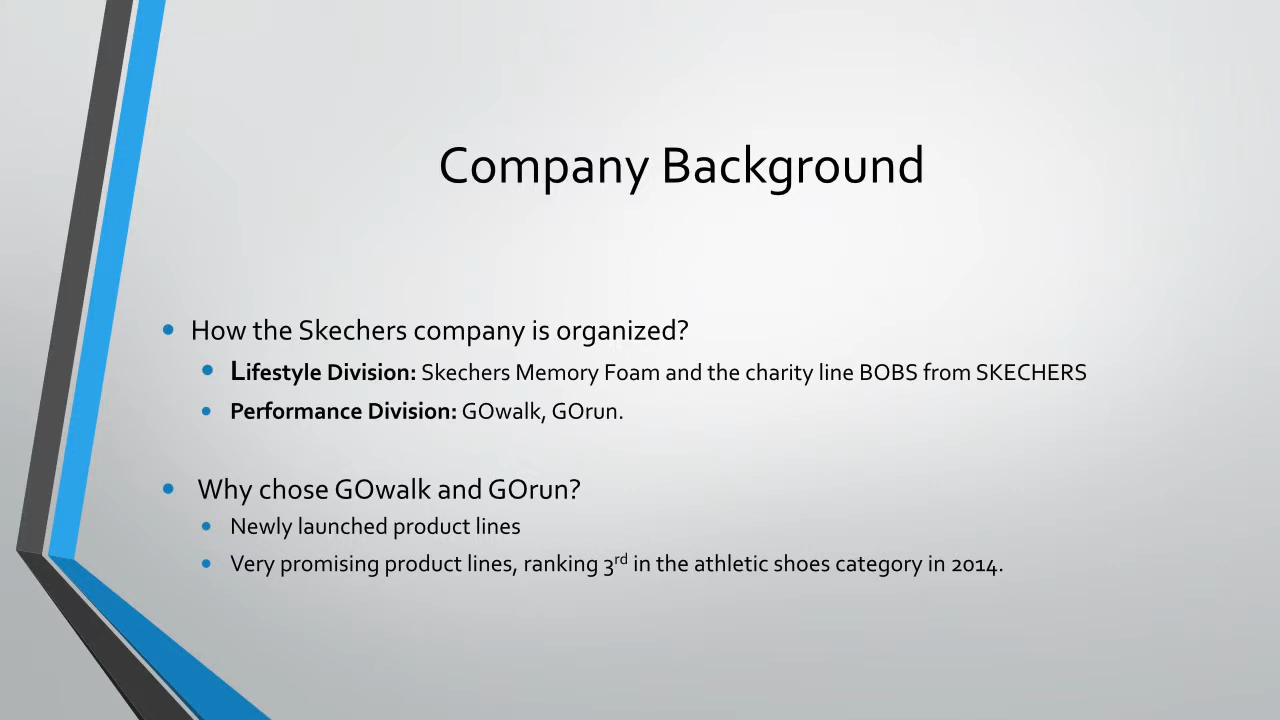 Company Background
• How the Skechers company is organized?
• Lifestyle Division: Skechers Memory Foam and the charity line BOBS from SKECHERS
• Performance Division: GOwalk, GOrun.
• Why chose GOwalk and GOrun?
• Newly launched product lines
• Very promising product lines, ranking 3rd in the athletic shoes category in 2014.